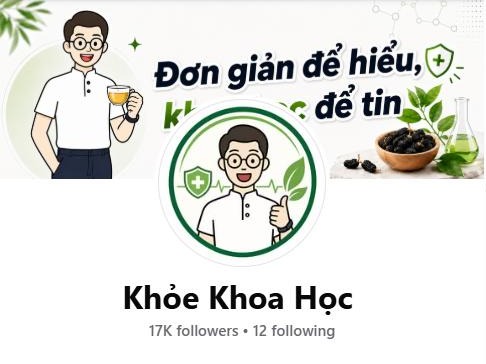 Đơn giản để hiểu,
để tin
Khỏe Khoa Học
17K followers • 12 following